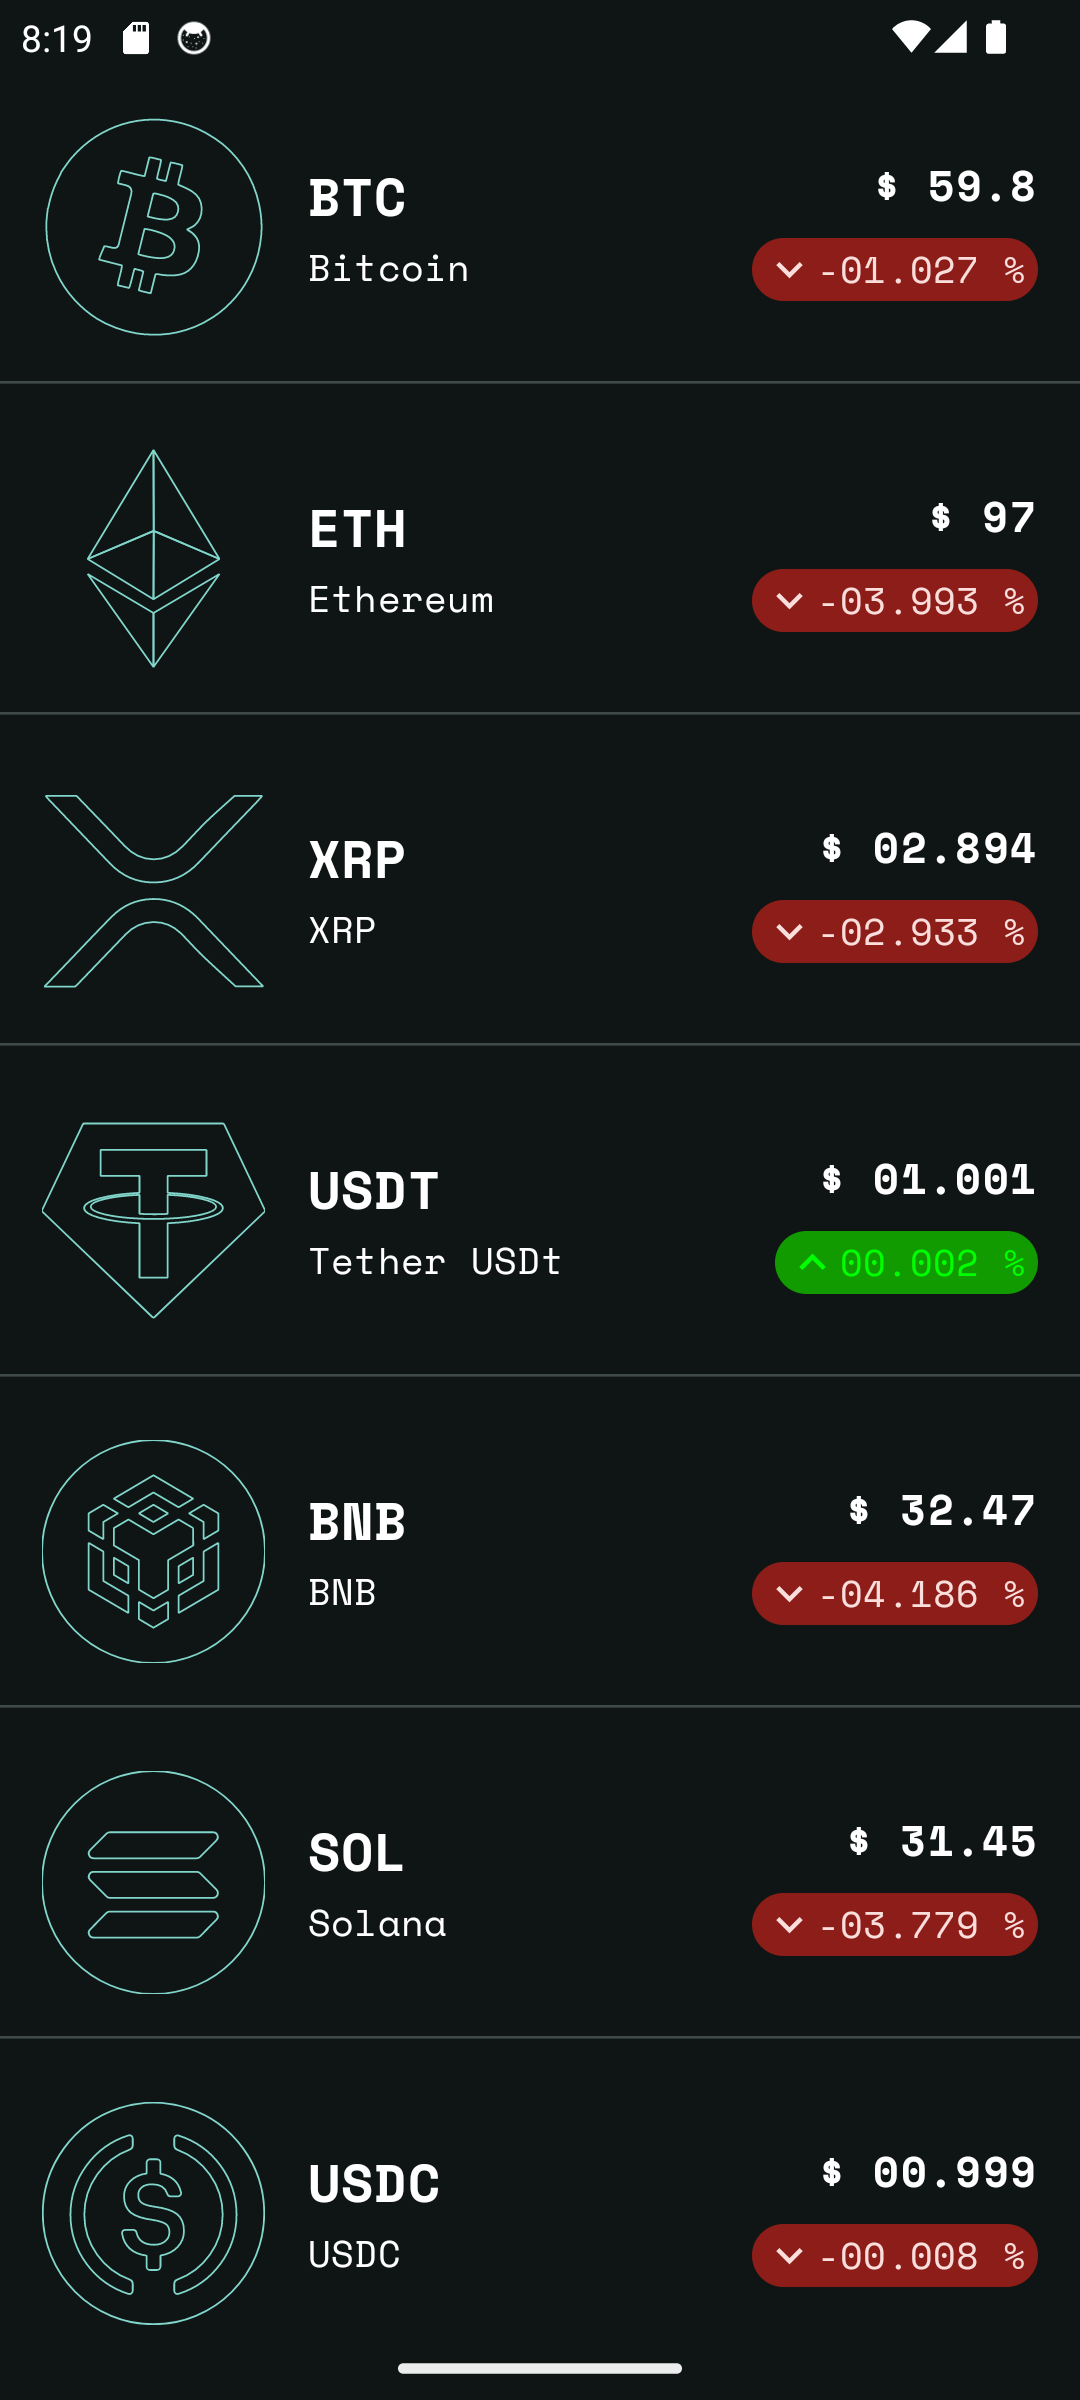 8:19
BTC
$ 59.8
Bitcoin
-01.027 %
ETH
$ 97
Ethereum
-03.993 %
XRP
$ 02.894
XRP
-02.933 %
USDT
$ 01.001
Tether USDt
00.002 %
BNB
$ 32.47
BNB
-04.186 %
SOL
$ 31.45
Solana
-03.779 %
USDC
$ 00.999
USDC
-00.008 %